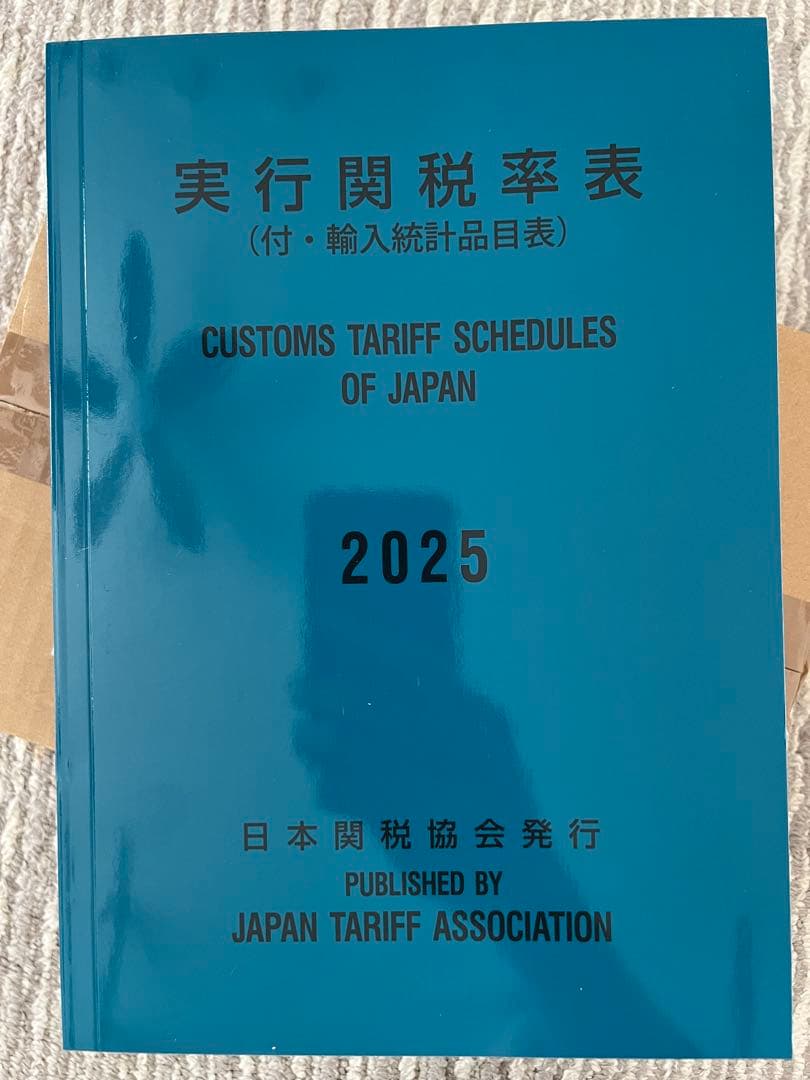 実行関税率表
（付・輸入統計品目表）
CUSTOMS TARIFF SCHEDULES
OF JAPAN
2025
日本関税協会発行
PUBLISHED BY
JAPAN TARIFF ASSOCIATION